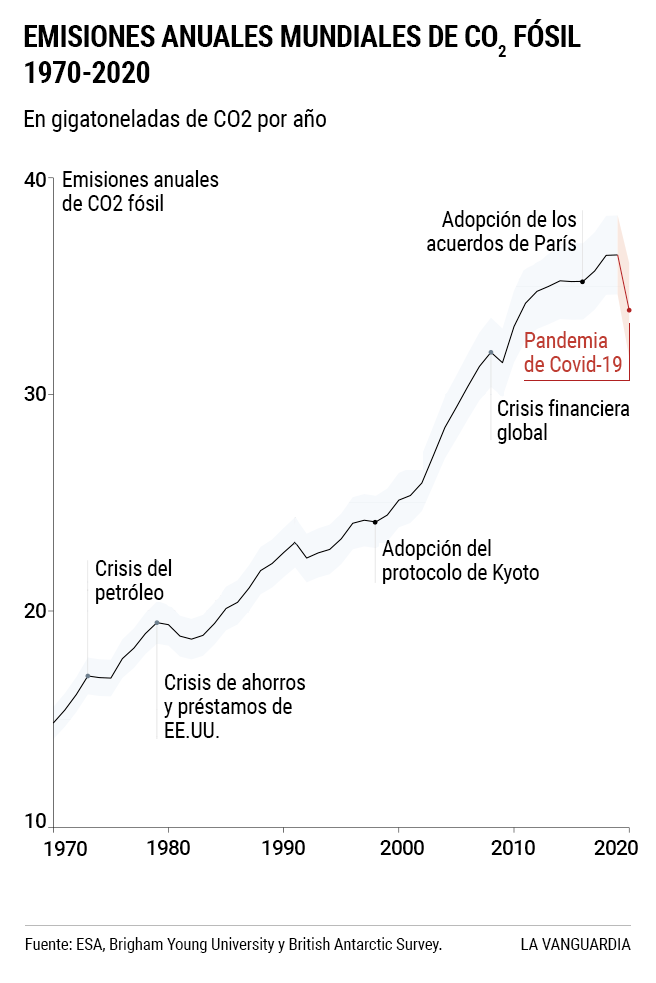 EMISIONES ANUALES MUNDIALES DE CO₂ FÓSIL
1970-2020
En gigatoneladas de CO2 por año
40
Emisiones anuales
de CO2 fósil
Adopción de los
acuerdos de París
Pandemia
de Covid-19
30
Crisis financiera
global
Adopción del
protocolo de Kyoto
Crisis del
petróleo
20
Crisis de ahorros
y préstamos de
EE.UU.
10
1970 1980 1990 2000 2010 2020
Fuente: ESA, Brigham Young University y British Antarctic Survey. LA VANGUARDIA